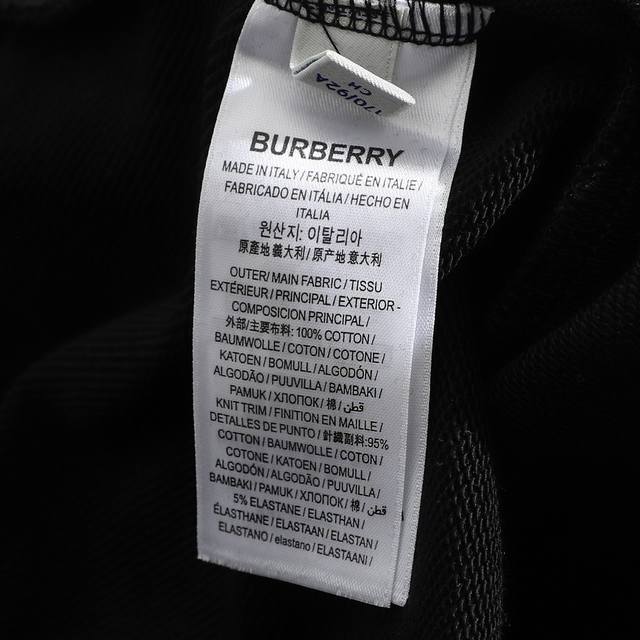 170/92A
CH
BURBERRY
MADE IN ITALY / FABRIQUÉ EN ITALIE /
FABRICADO EN ITÁLIA / HECHO EN
ITALIA
원산지: 이탈리아
原產地 義大利 / 原产地 意大利
OUTER/ MAIN FABRIC / TISSU
EXTÉRIEUR / PRINCIPAL / EXTERIOR -
COMPOSICION PRINCIPAL /
外部/主要布料: 100% COTTON /
BAUMWOLLE / COTON / COTONE /
KATOEN / BOMULL / ALGODÓN /
ALGODÃO / PUUVILLA / BAMBAKI /
PAMUK / ХЛОПОК / 棉 / قطن /
KNIT TRIM / FINITION EN MAILLE /
DETALLES DE PUNTO / 針織副料:95%
COTTON / BAUMWOLLE / COTON /
COTONE / KATOEN / BOMULL /
ALGODÓN / ALGODÃO / PUUVILLA /
BAMBAKI / PAMUK / ХЛОПОК / 棉 / قطن
5% ELASTANE / ELASTHAN /
ÉLASTHANE / ELASTAAN / ELASTAN /
ELASTANO / elastano / ELASTAANI /